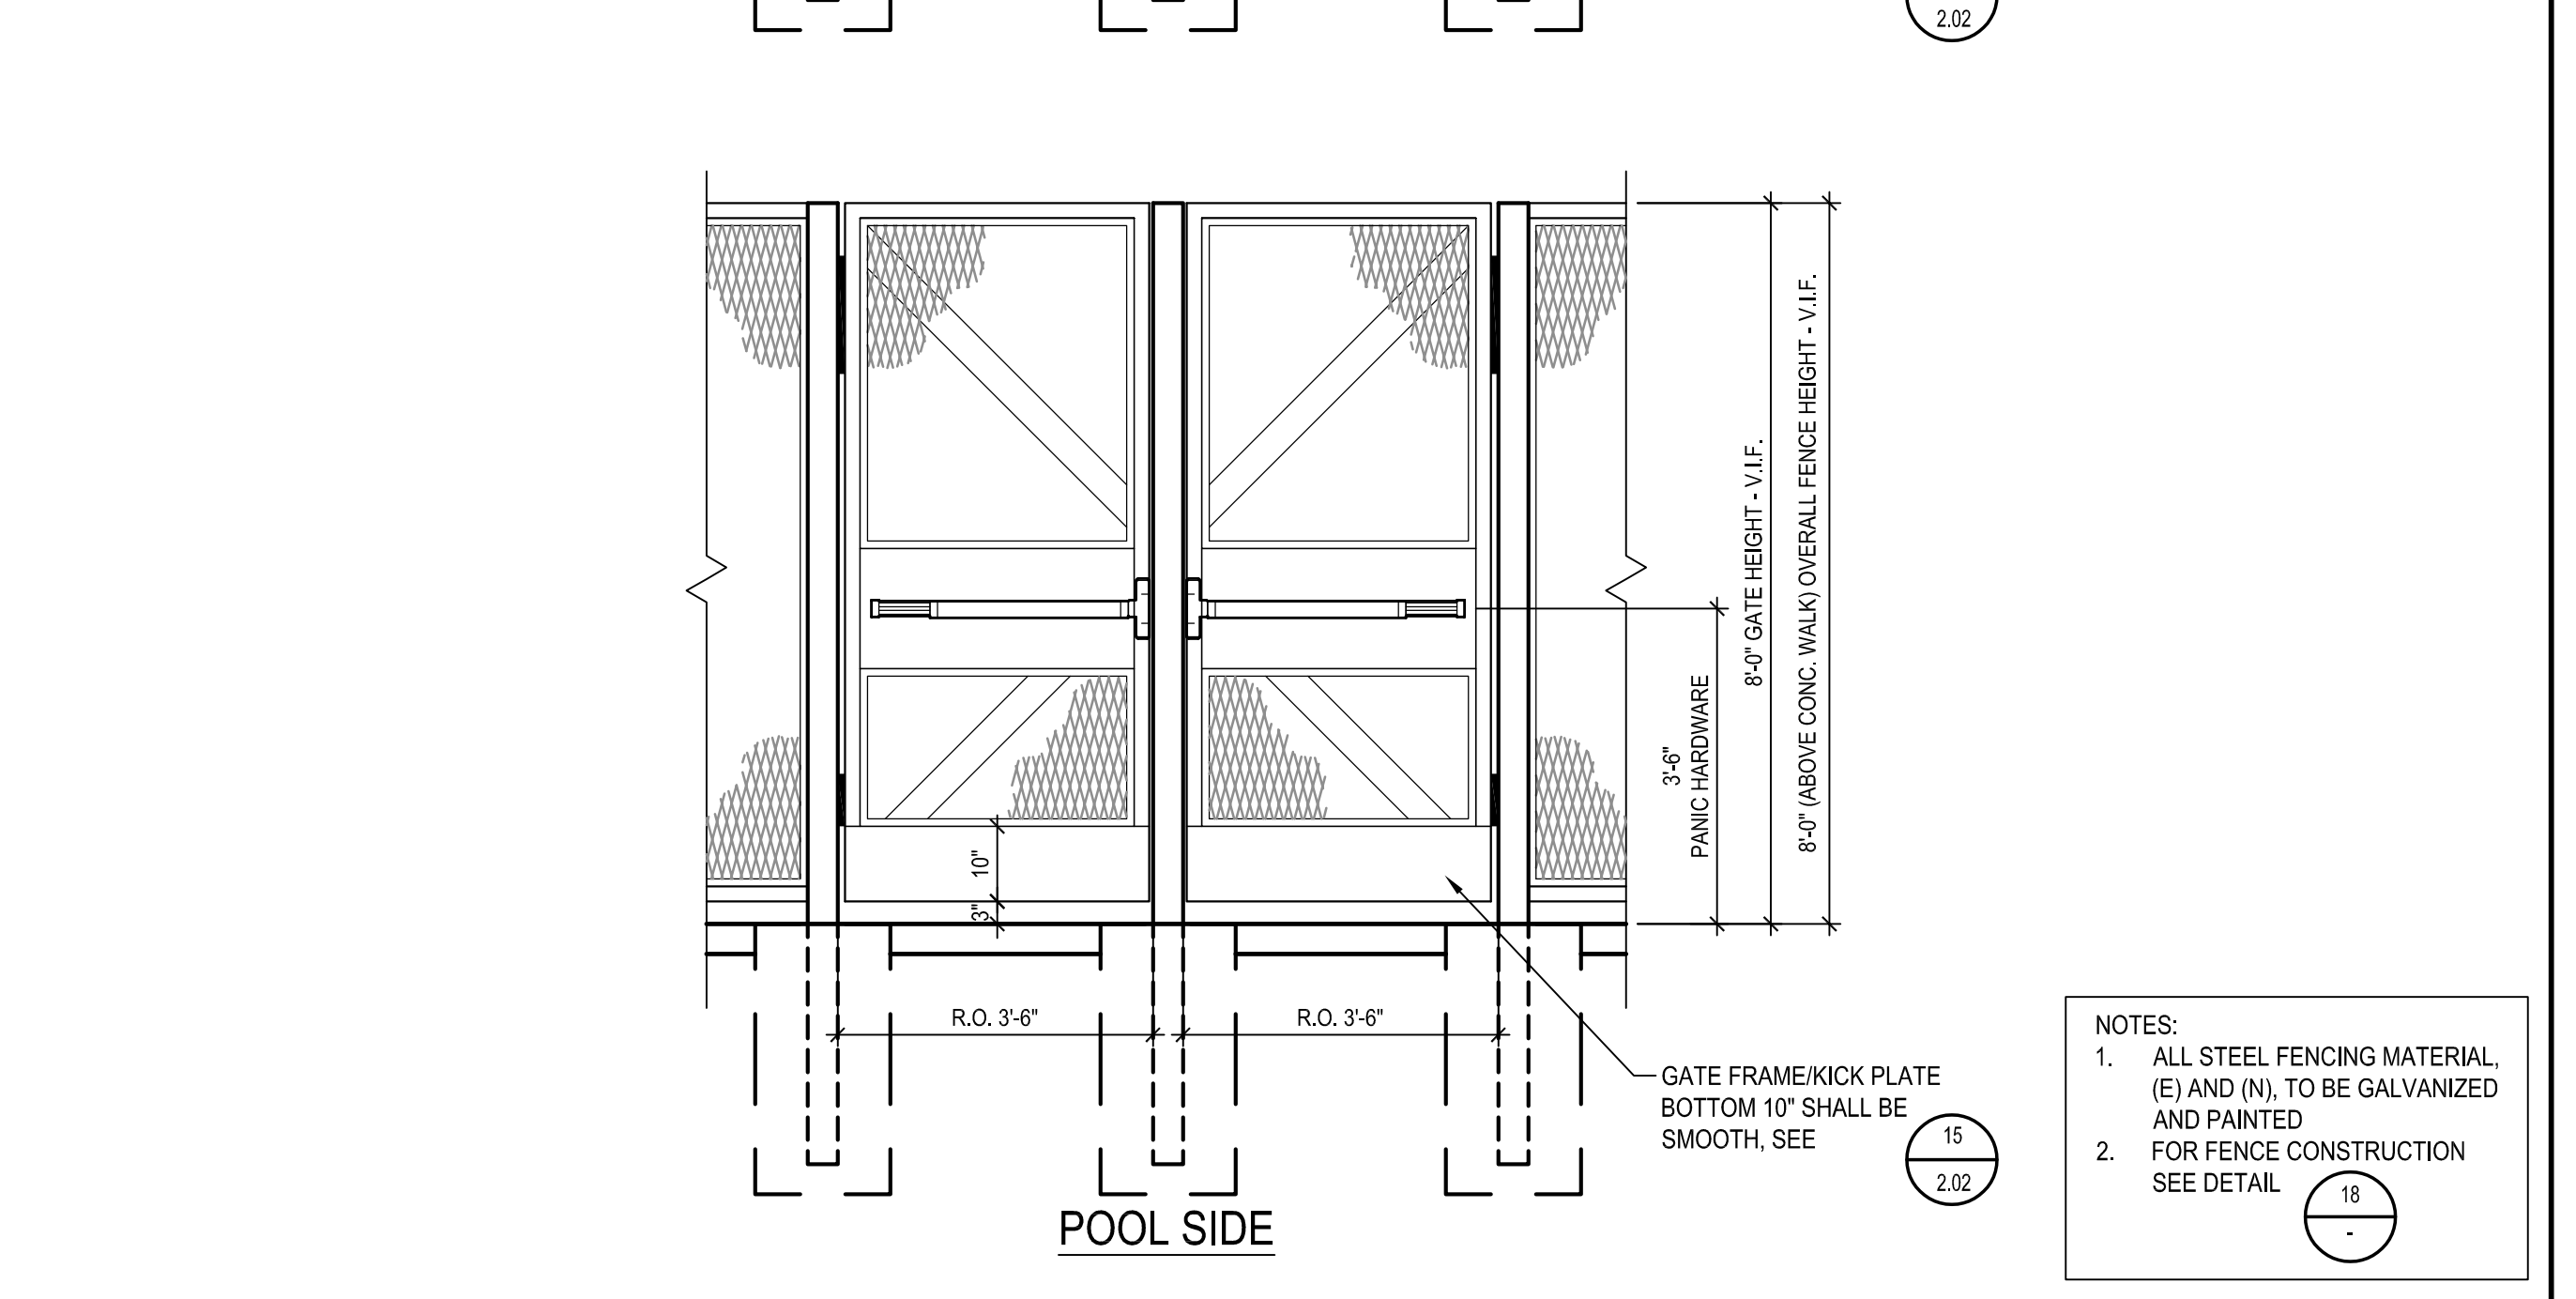 2.02
8'-0" GATE HEIGHT - V.I.F.
8'-0" (ABOVE CONC. WALK) OVERALL FENCE HEIGHT - V.I.F.
3'-6"
PANIC HARDWARE
10"
3"
R.O. 3'-6"
R.O. 3'-6"
GATE FRAME/KICK PLATE
BOTTOM 10" SHALL BE
SMOOTH, SEE
15
2.02
POOL SIDE
NOTES:
1. ALL STEEL FENCING MATERIAL,
(E) AND (N), TO BE GALVANIZED
AND PAINTED
2. FOR FENCE CONSTRUCTION
SEE DETAIL
18
-